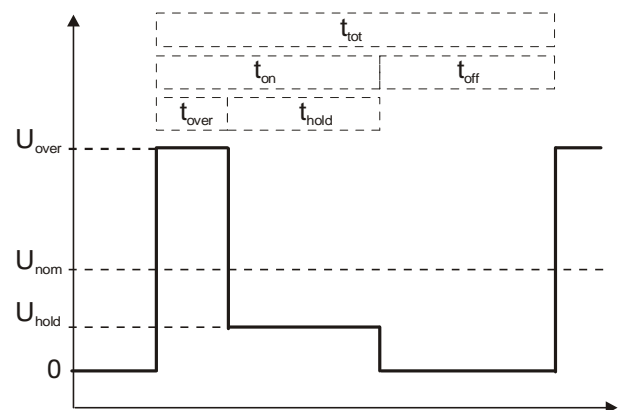 t_tot
t_on t_off
t_over t_hold
U_over
U_nom
U_hold
0